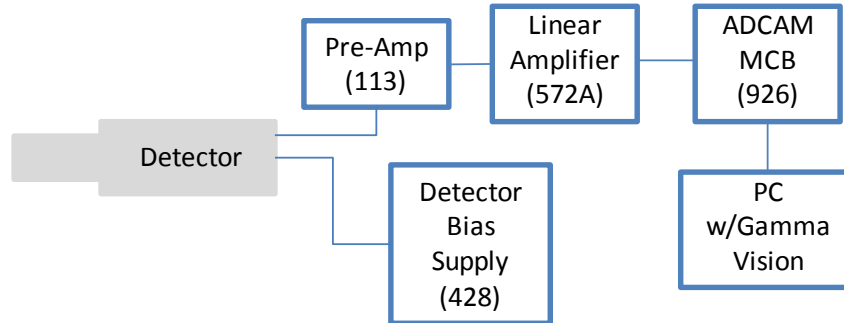 Pre-Amp
(113)
Linear
Amplifier
(572A)
ADCAM
MCB
(926)
Detector
Detector
Bias
Supply
(428)
PC
w/Gamma
Vision